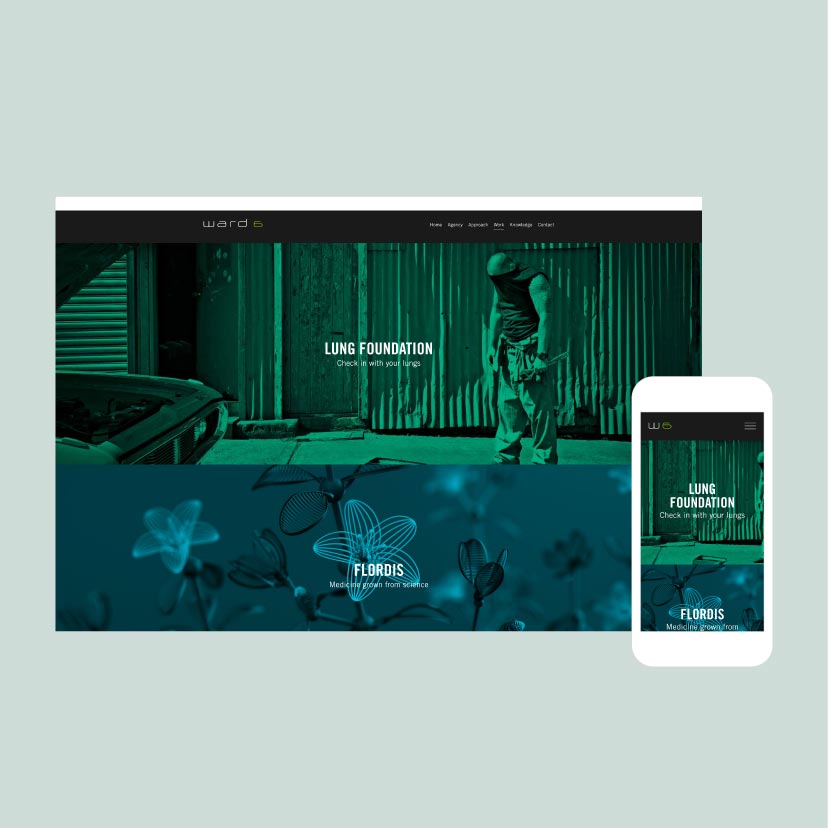 ward 6
Home Agency Approach Work Knowledge Contact
LUNG FOUNDATION
Check in with your lungs
FLORDIS
Medicine grown from science
W6
LUNG
FOUNDATION
Check in with your lungs
FLORDIS
Medicine grown from